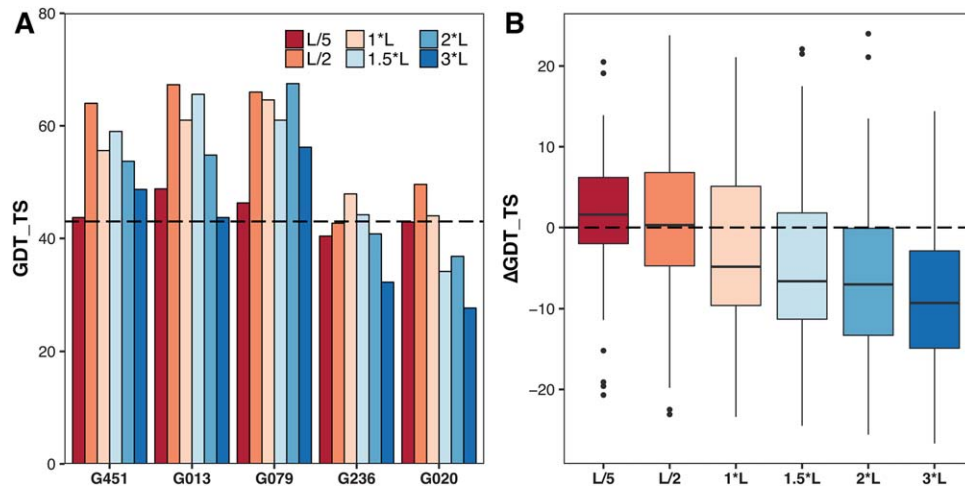 A
80
60
40
20
0
GDT_TS
L/5 1*L 2*L
L/2 1.5*L 3*L
G451 G013 G079 G236 G020
B
20
10
0
−10
−20
ΔGDT_TS
L/5 L/2 1*L 1.5*L 2*L 3*L